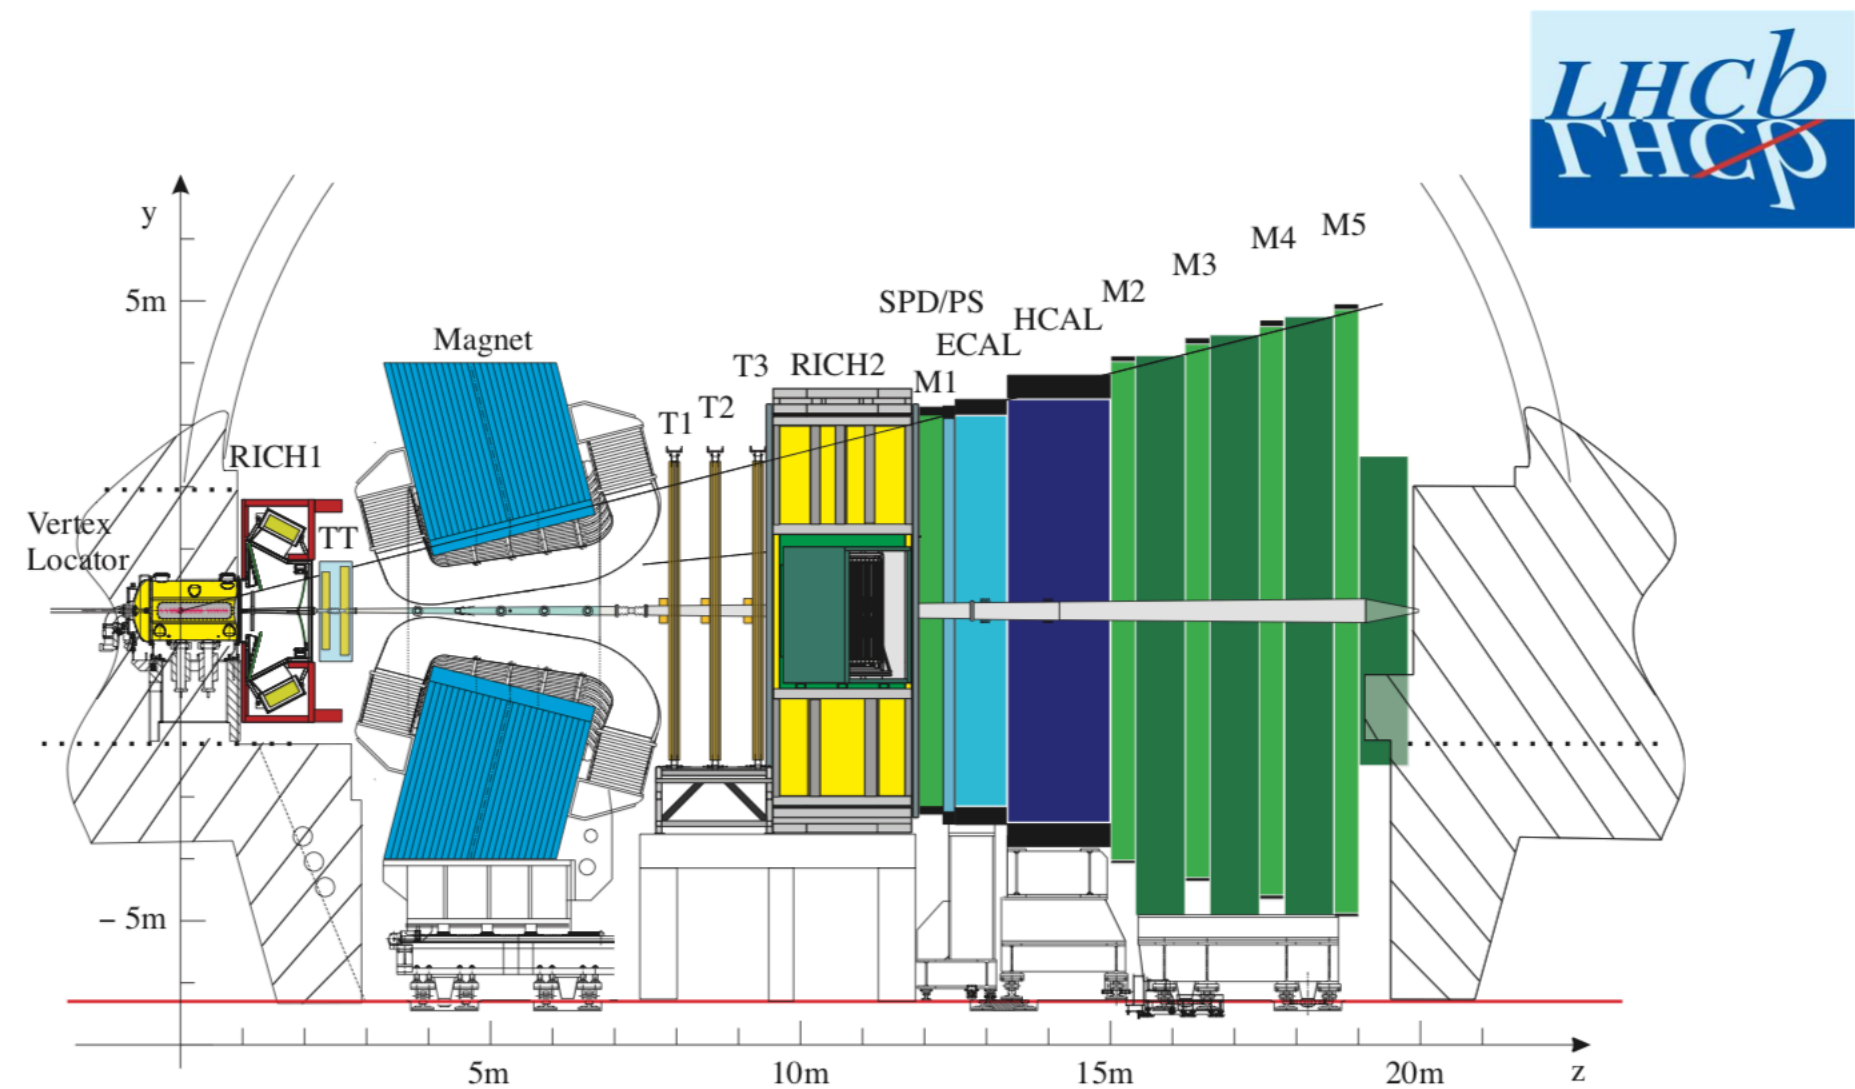 LHCb
LHCp
y
M5
M4
M3
M2
5m
SPD/PS
HCAL
Magnet
ECAL
T3
RICH2
M1
T2
T1
RICH1
Vertex
Locator
TT
− 5m
5m
10m
15m
20m
z